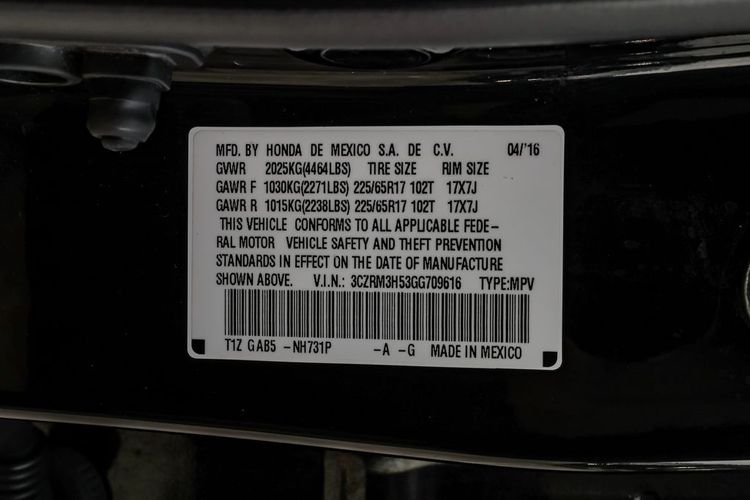 MFD. BY HONDA DE MEXICO S.A. DE C.V. 04/'16
GVWR 2025KG(4464LBS) TIRE SIZE RIM SIZE
GAWR F 1030KG(2271LBS) 225/65R17 102T 17X7J
GAWR R 1015KG(2238LBS) 225/65R17 102T 17X7J
THIS VEHICLE CONFORMS TO ALL APPLICABLE FEDE-
RAL MOTOR VEHICLE SAFETY AND THEFT PREVENTION
STANDARDS IN EFFECT ON THE DATE OF MANUFACTURE
SHOWN ABOVE. V.I.N.: 3CZRM3H53GG709616 TYPE:MPV
T1Z GAB5 -NH731P -A -G MADE IN MEXICO